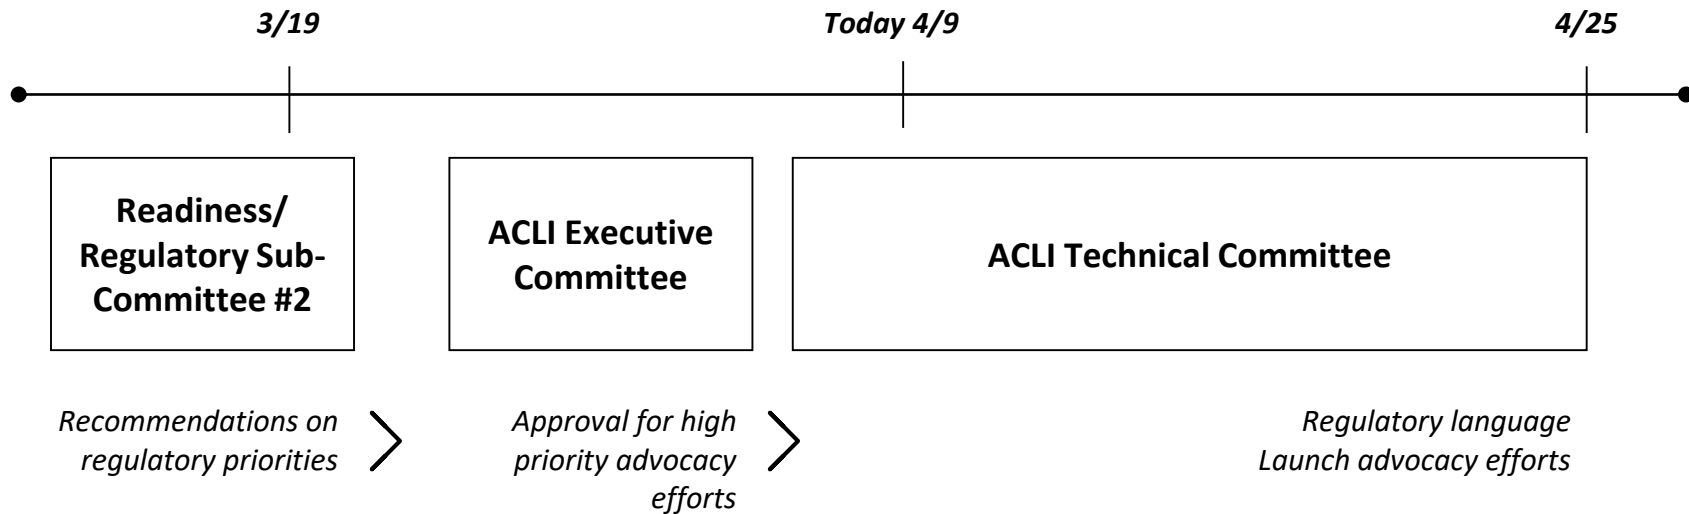 3/19
Today 4/9
4/25
Readiness/
Regulatory Sub-
Committee #2
ACLI Executive
Committee
ACLI Technical Committee
Recommendations on
regulatory priorities
Approval for high
priority advocacy
efforts
Regulatory language
Launch advocacy efforts